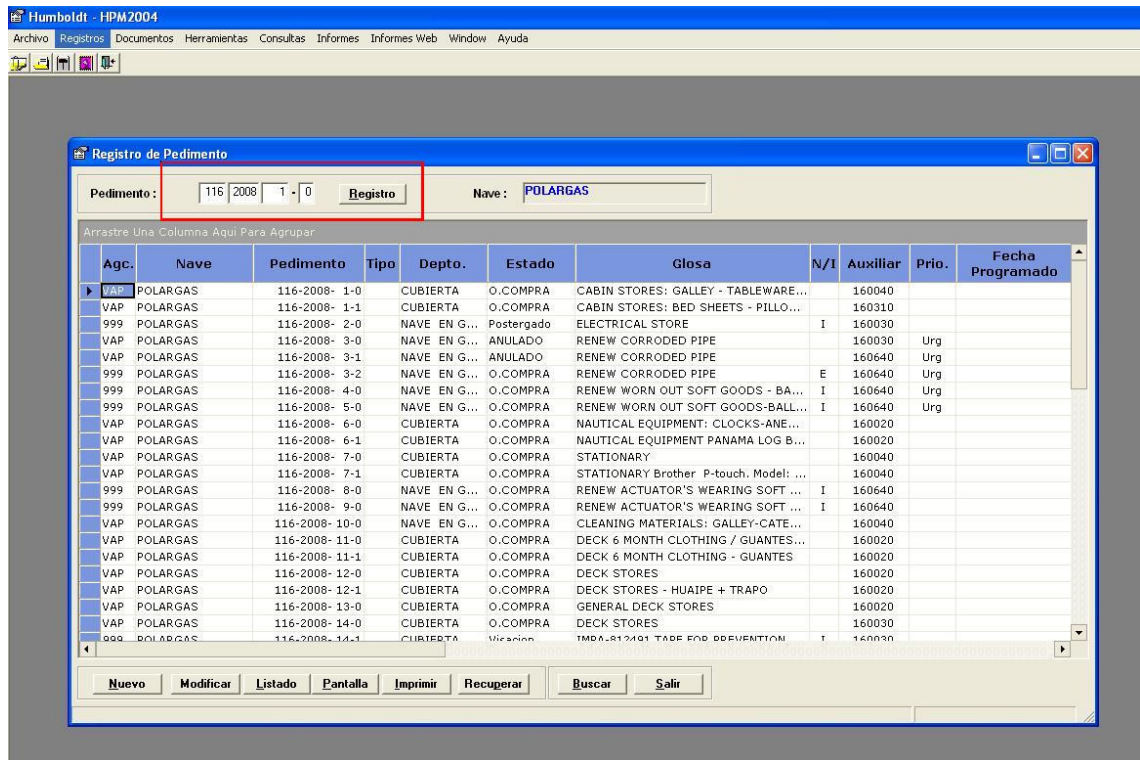 Humboldt - HPM2004
Archivo Registros Documentos Herramientas Consultas Informes Informes Web Window Ayuda
Registro de Pedimento
Pedimento : 116 2008 1 - 0 Registro Nave : POLARGAS
Arrastre Una Columna Aqui Para Agrupar
Agc. Nave Pedimento Tipo Depto. Estado Glosa N/I Auxiliar Prio. Fecha Programado
VAP POLARGAS 116-2008- 1-0 CUBIERTA O.COMPRA CABIN STORES: GALLEY - TABLEWARE... 160040
VAP POLARGAS 116-2008- 1-1 CUBIERTA O.COMPRA CABIN STORES: BED SHEETS - PILLO... 160310
999 POLARGAS 116-2008- 2-0 NAVE EN G... Postergado ELECTRICAL STORE I 160030
VAP POLARGAS 116-2008- 3-0 NAVE EN G... ANULADO RENEW CORRODED PIPE 160030 Urg
VAP POLARGAS 116-2008- 3-1 NAVE EN G... ANULADO RENEW CORRODED PIPE 160640 Urg
999 POLARGAS 116-2008- 3-2 NAVE EN G... O.COMPRA RENEW CORRODED PIPE E 160640 Urg
999 POLARGAS 116-2008- 4-0 NAVE EN G... O.COMPRA RENEW WORN OUT SOFT GOODS - BA... I 160640 Urg
999 POLARGAS 116-2008- 5-0 NAVE EN G... O.COMPRA RENEW WORN OUT SOFT GOODS-BALL... I 160640 Urg
VAP POLARGAS 116-2008- 6-0 CUBIERTA O.COMPRA NAUTICAL EQUIPMENT: CLOCKS-ANE... 160020
VAP POLARGAS 116-2008- 6-1 CUBIERTA O.COMPRA NAUTICAL EQUIPMENT PANAMA LOG B... 160020
VAP POLARGAS 116-2008- 7-0 CUBIERTA O.COMPRA STATIONARY 160040
VAP POLARGAS 116-2008- 7-1 CUBIERTA O.COMPRA STATIONARY Brother P-touch. Model: ... 160040
999 POLARGAS 116-2008- 8-0 NAVE EN G... O.COMPRA RENEW ACTUATOR'S WEARING SOFT ... I 160640
999 POLARGAS 116-2008- 9-0 NAVE EN G... O.COMPRA RENEW ACTUATOR'S WEARING SOFT ... I 160640
VAP POLARGAS 116-2008- 10-0 NAVE EN G... O.COMPRA CLEANING MATERIALS: GALLEY-CATE... 160040
VAP POLARGAS 116-2008- 11-0 CUBIERTA O.COMPRA DECK 6 MONTH CLOTHING / GUANTES... 160020
VAP POLARGAS 116-2008- 11-1 CUBIERTA O.COMPRA DECK 6 MONTH CLOTHING - GUANTES 160020
VAP POLARGAS 116-2008- 12-0 CUBIERTA O.COMPRA DECK STORES 160020
VAP POLARGAS 116-2008- 12-1 CUBIERTA O.COMPRA DECK STORES - HUAIPE + TRAPO 160020
VAP POLARGAS 116-2008- 13-0 CUBIERTA O.COMPRA GENERAL DECK STORES 160020
VAP POLARGAS 116-2008- 14-0 CUBIERTA O.COMPRA DECK STORES 160030
999 POLARGAS 116-2008- 14-1 CUBIERTA Visacion IMPA-812491 TAPE FOR PREVENTION I 160030
Nuevo Modificar Listado Pantalla Imprimir Recuperar Buscar Salir